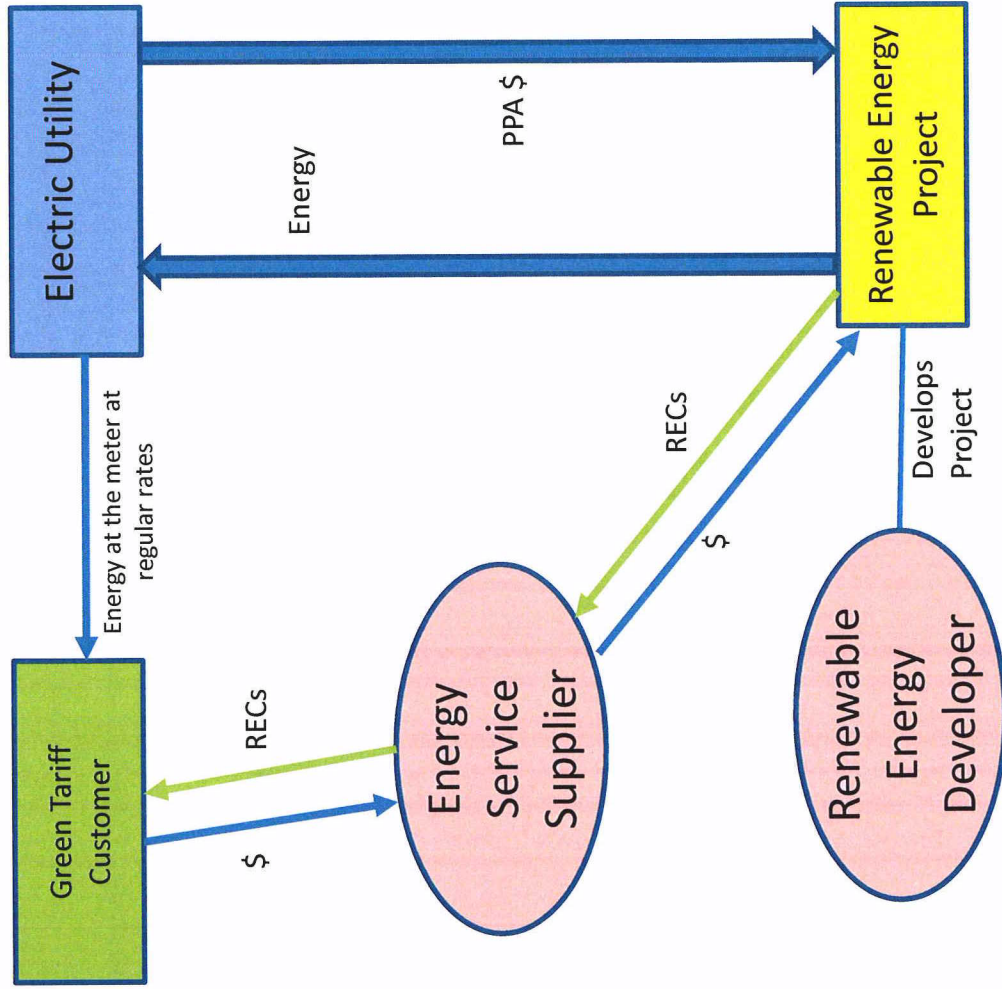 Green Tariff
Customer
Energy at the meter at
regular rates
Electric Utility
$
RECs
Energy
Service
Supplier
RECs
$
Energy
PPA $
Renewable
Energy
Developer
Develops
Project
Renewable Energy
Project